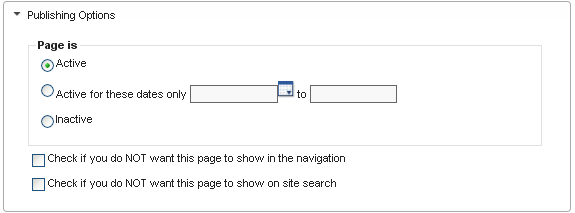 Publishing Options
Page is
Active
Active for these dates only to
Inactive
Check if you do NOT want this page to show in the navigation
Check if you do NOT want this page to show on site search